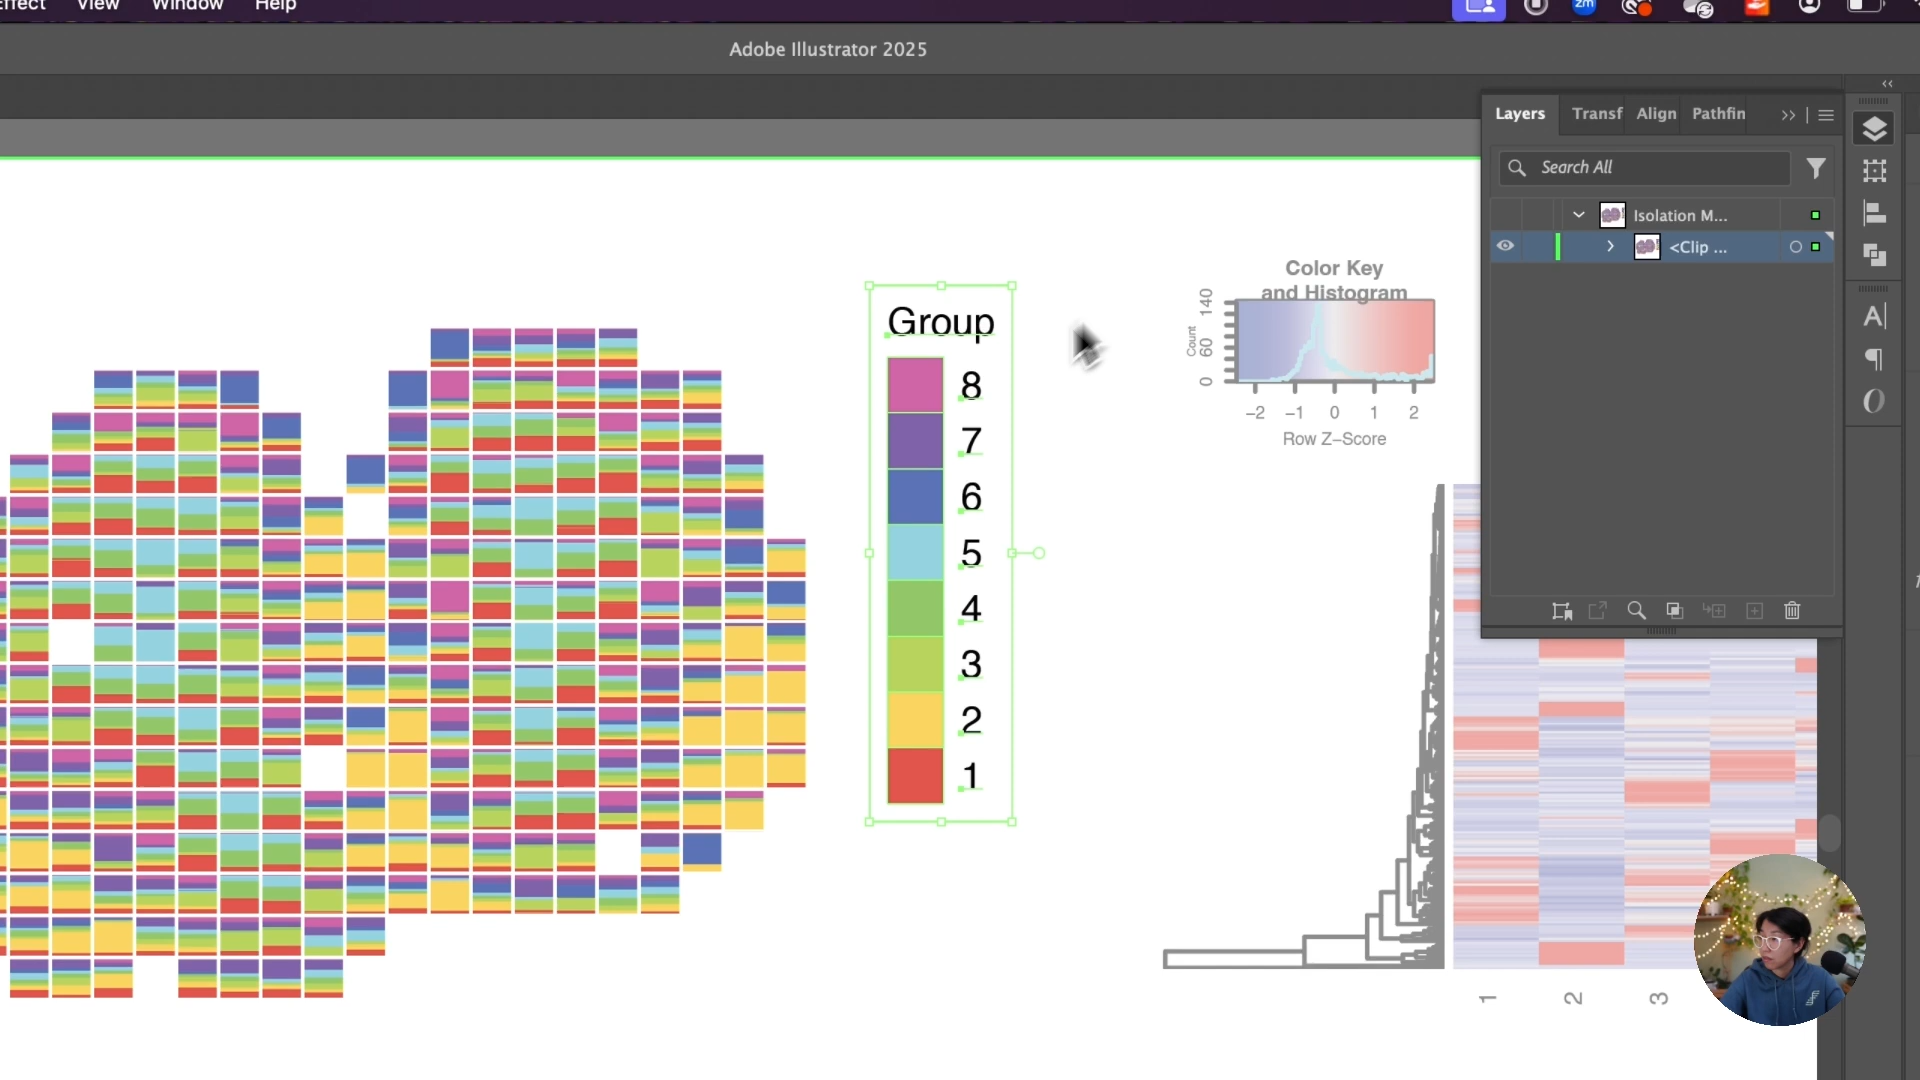 Effect View Window Help
zm
Adobe Illustrator 2025
Layers Transf Align Pathfin
Search All
Isolation M...
<Clip ...
Group
8
7
6
5
4
3
2
1
Color Key
and Histogram
Count
0 60 140
−2 −1 0 1 2
Row Z−Score
1 2 3